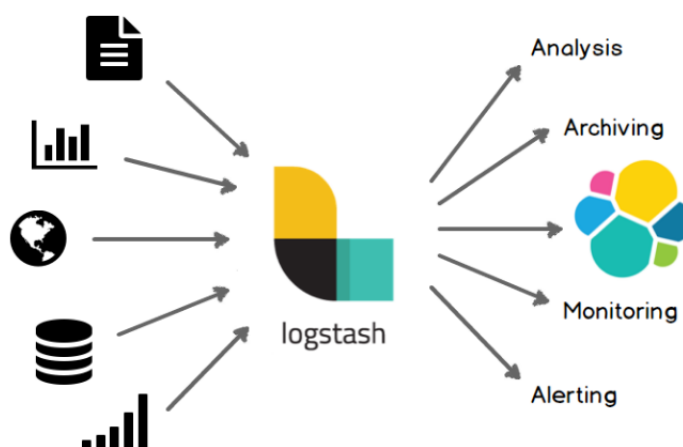 Analysis
Archiving
logstash
Monitoring
Alerting